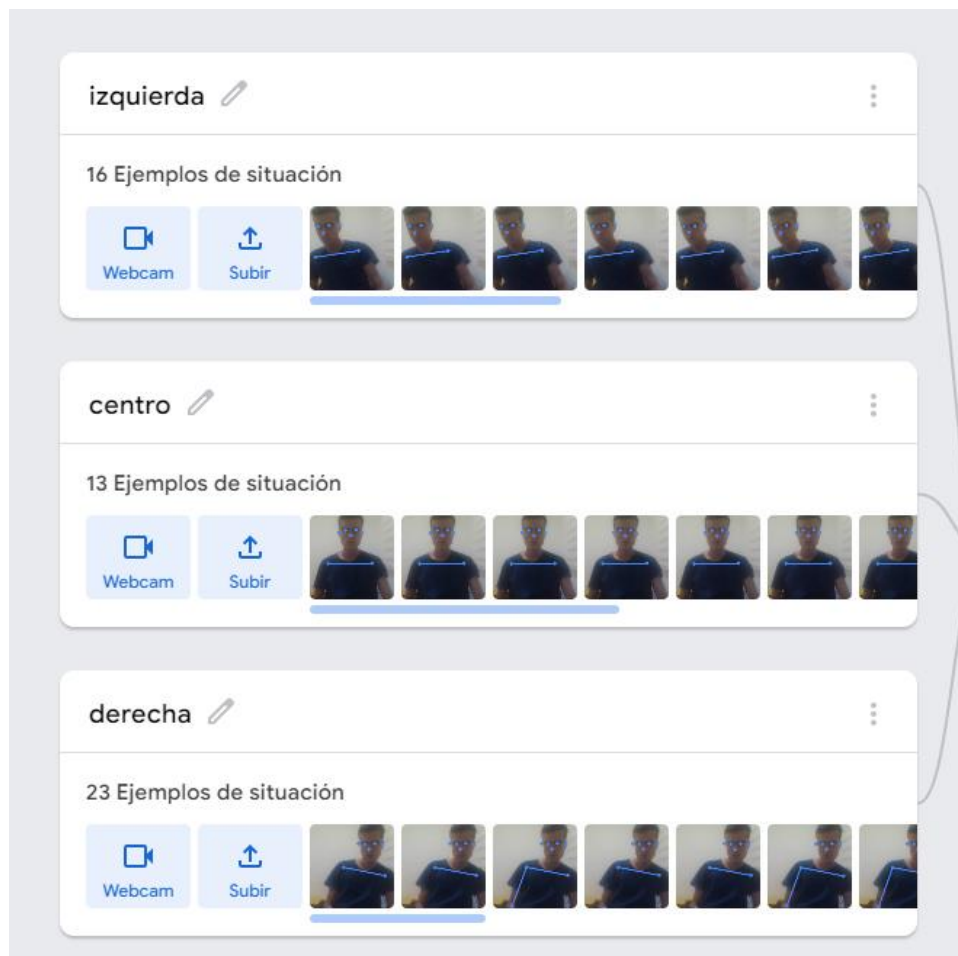 izquierda
16 Ejemplos de situación
Webcam
Subir
centro
13 Ejemplos de situación
Webcam
Subir
derecha
23 Ejemplos de situación
Webcam
Subir